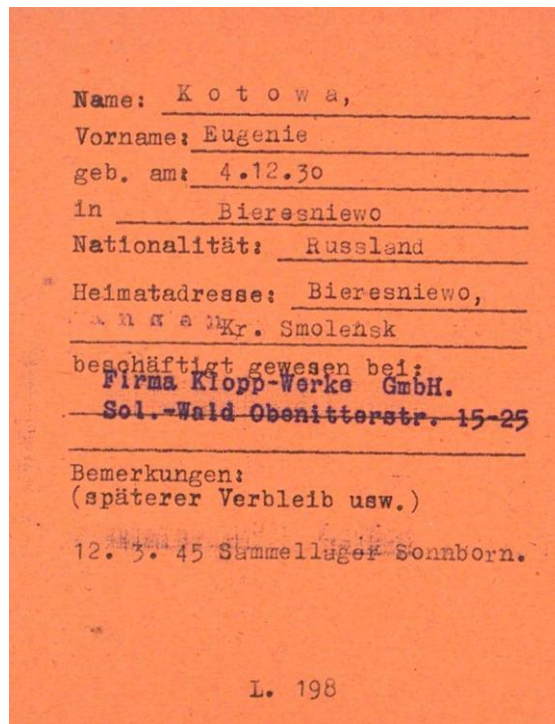 Name: Kotowa,
Vorname: Eugenie
geb. am: 4.12.30
in Bieresniewo
Nationalität: Russland
Heimatadresse: Bieresniewo,
Kr. Smolensk
beschäftigt gewesen bei:
Firma Klopp-Werke GmbH.
Sol.-Wald Obenitterstr. 15-25
Bemerkungen:
(späterer Verbleib usw.)
12. 3. 45 Sammellager Sonnborn.
L. 198